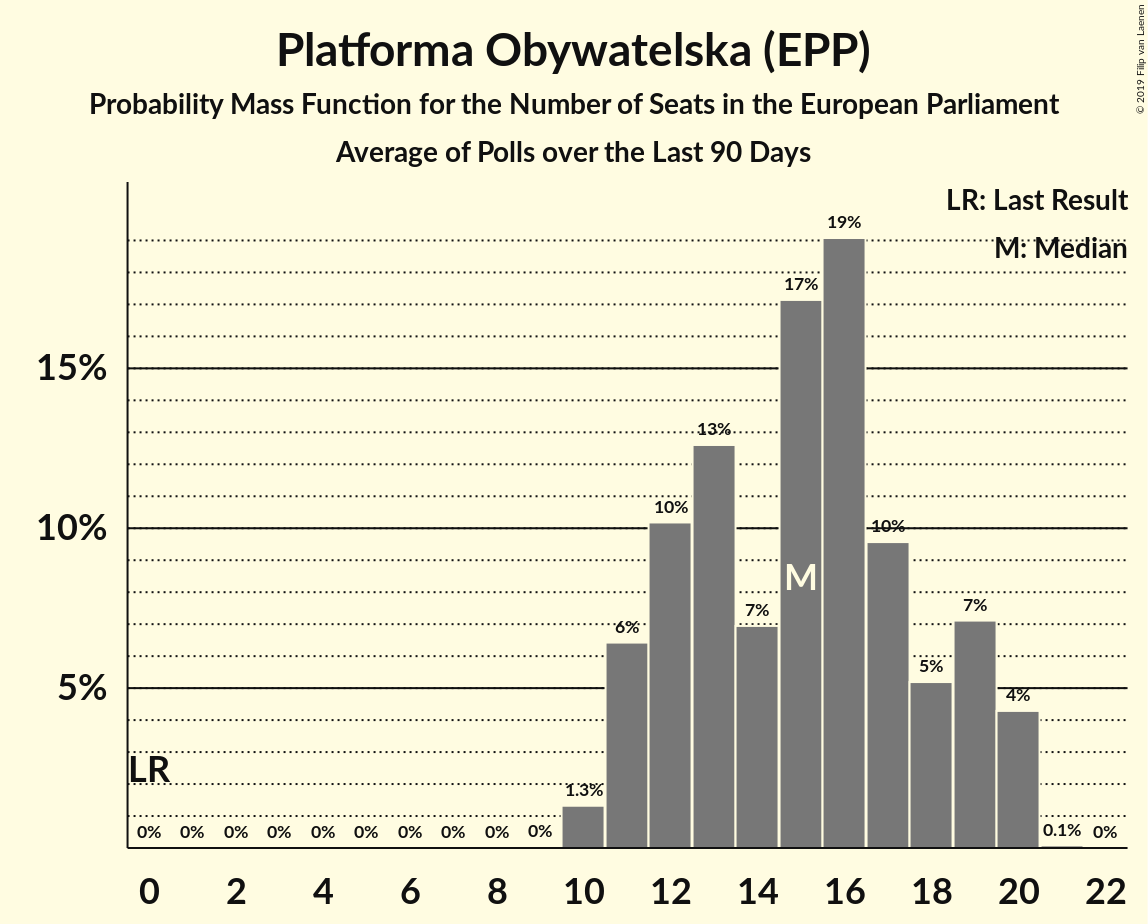 Platforma Obywatelska (EPP)
Probability Mass Function for the Number of Seats in the European Parliament
Average of Polls over the Last 90 Days
© 2019 Filip van Laenen
LR: Last Result
M: Median
19%
17%
15%
13%
10%
10%
10%
M
7%
7%
6%
5%
5%
4%
LR
1.3%
0% 0% 0% 0% 0% 0% 0% 0% 0% 0% 0.1% 0%
0 2 4 6 8 10 12 14 16 18 20 22